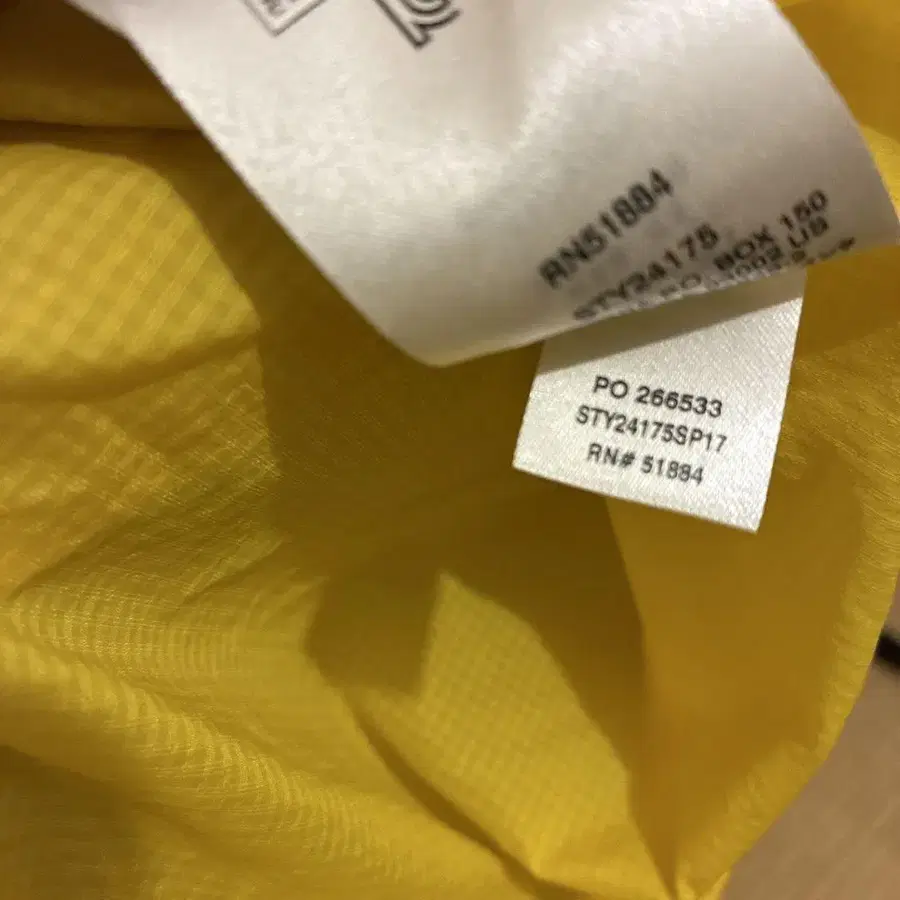 RN51884
STY24175
P.O. BOX 150
PO 266533
STY24175SP17
RN# 51884